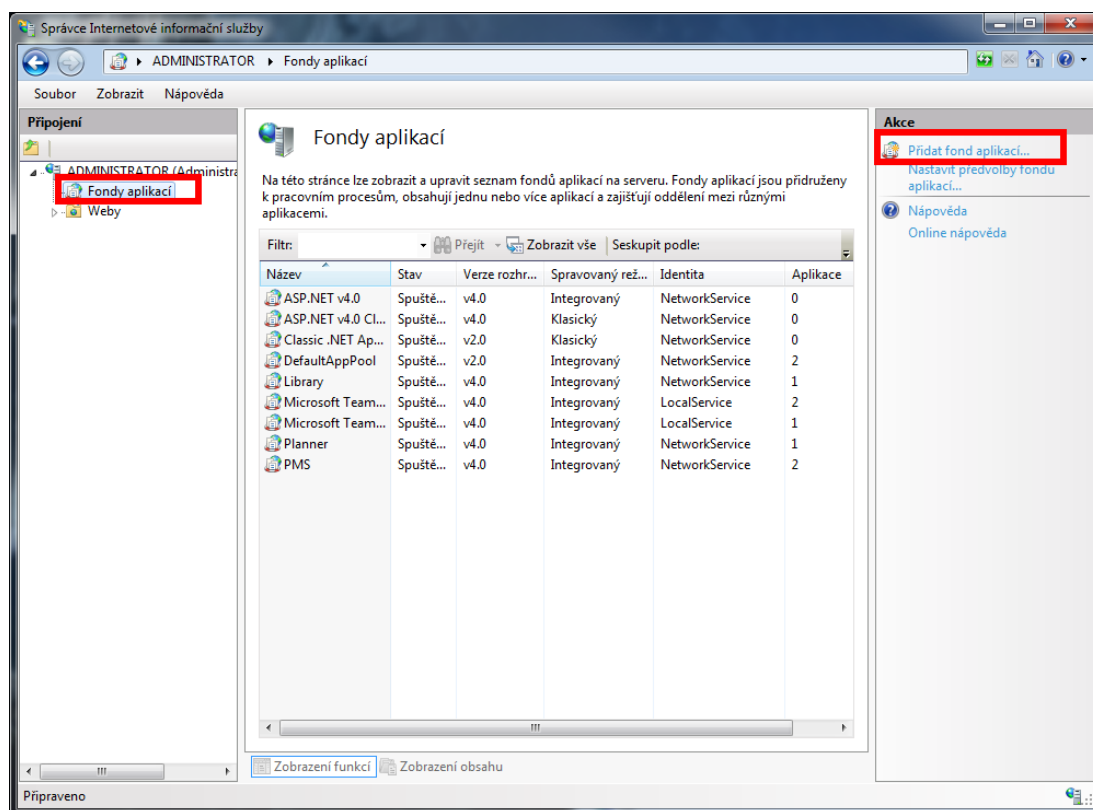 Správce Internetové informační služby
ADMINISTRATOR ▸ Fondy aplikací
Soubor Zobrazit Nápověda
Připojení
ADMINISTRATOR (Administra
Fondy aplikací
Weby
Fondy aplikací
Na této stránce lze zobrazit a upravit seznam fondů aplikací na serveru. Fondy aplikací jsou přidruženy
k pracovním procesům, obsahují jednu nebo více aplikací a zajišťují oddělení mezi různými
aplikacemi.
Filtr: Přejít Zobrazit vše Seskupit podle:
Název Stav Verze rozhr... Spravovaný rež... Identita Aplikace
ASP.NET v4.0 Spuště... v4.0 Integrovaný NetworkService 0
ASP.NET v4.0 Cl... Spuště... v4.0 Klasický NetworkService 0
Classic .NET Ap... Spuště... v2.0 Klasický NetworkService 0
DefaultAppPool Spuště... v2.0 Integrovaný NetworkService 2
Library Spuště... v4.0 Integrovaný NetworkService 1
Microsoft Team... Spuště... v4.0 Integrovaný LocalService 2
Microsoft Team... Spuště... v4.0 Integrovaný LocalService 1
Planner Spuště... v4.0 Integrovaný NetworkService 1
PMS Spuště... v4.0 Integrovaný NetworkService 2
Zobrazení funkcí Zobrazení obsahu
Akce
Přidat fond aplikací...
Nastavit předvolby fondu
aplikací...
Nápověda
Online nápověda
Připraveno